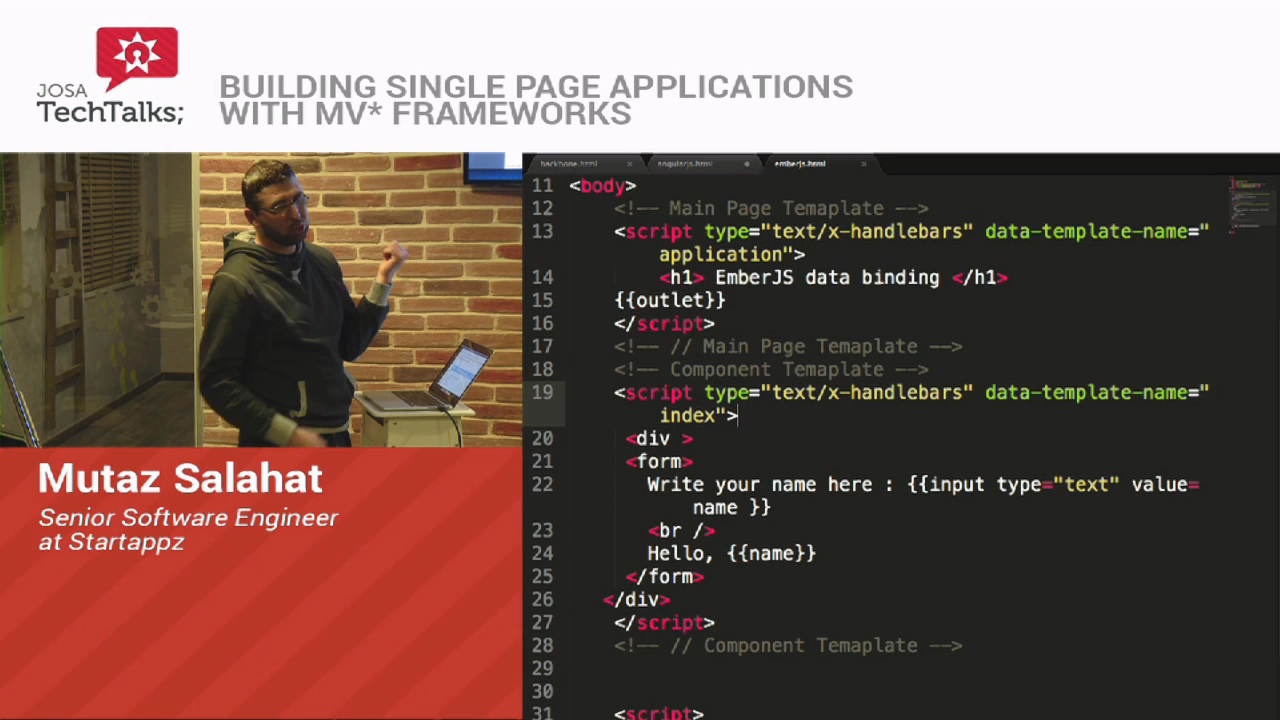 JOSA
TechTalks;
BUILDING SINGLE PAGE APPLICATIONS
WITH MV* FRAMEWORKS
backbone.html
angularjs.html
emberjs.html
11 <body>
12 <!-- Main Page Temaplate -->
13 <script type="text/x-handlebars" data-template-name="
application">
14 <h1> EmberJS data binding </h1>
15 {{outlet}}
16 </script>
17 <!-- // Main Page Temaplate -->
18 <!-- Component Temaplate -->
19 <script type="text/x-handlebars" data-template-name="
index">
20 <div >
21 <form>
22 Write your name here : {{input type="text" value=
name }}
23 <br />
24 Hello, {{name}}
25 </form>
26 </div>
27 </script>
28 <!-- // Component Temaplate -->
29
30
31 <script>
Mutaz Salahat
Senior Software Engineer
at Startappz